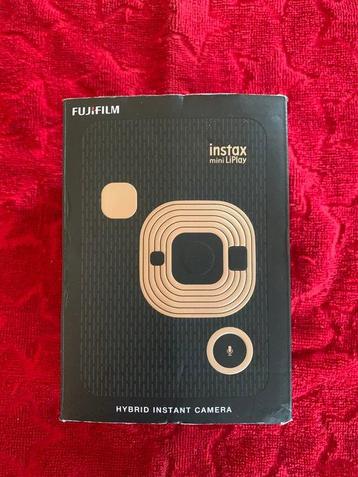 FUJIFILM
instax
mini LiPlay
HYBRID INSTANT CAMERA